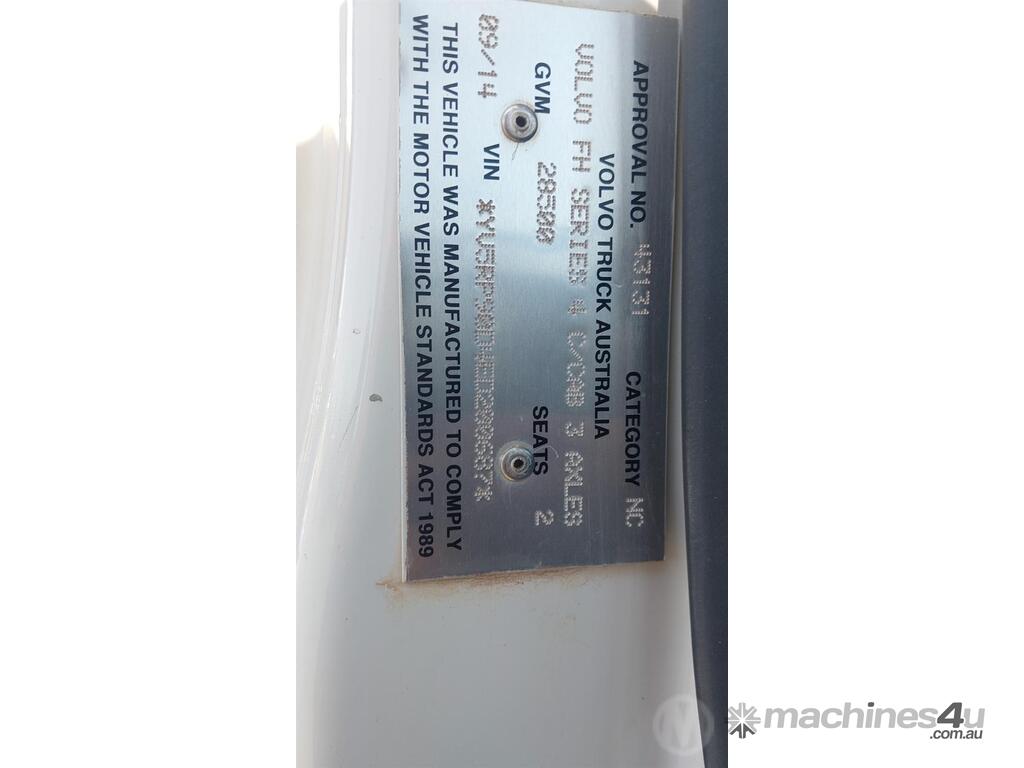 APPROVAL NO. 43131 CATEGORY NC
VOLVO TRUCK AUSTRALIA
VOLVO FH SERIES 4 C/CAB 3 AXLES
GVM 28500 SEATS 2
09/14 VIN
THIS VEHICLE WAS MANUFACTURED TO COMPLY
WITH THE MOTOR VEHICLE STANDARDS ACT 1989
machines4u
.com.au